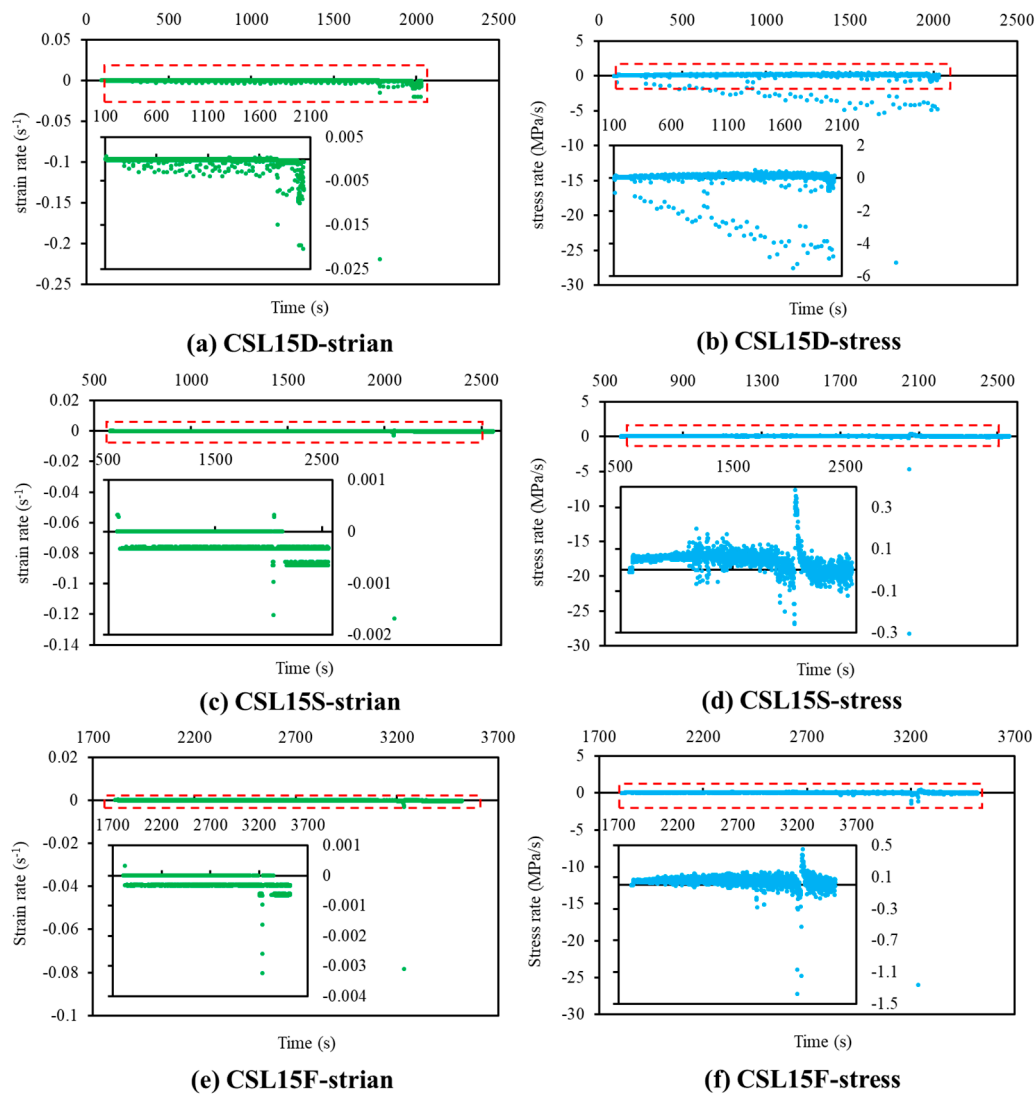 0 500 1000 1500 2000 2500
0.05
0
-0.05
-0.1
-0.15
-0.2
-0.25
strain rate (s-1)
100 600 1100 1600 2100
0.005
-0.005
-0.015
-0.025
Time (s)
(a) CSL15D-strian
0 500 1000 1500 2000 2500
5
0
-5
-10
-15
-20
-25
-30
stress rate (MPa/s)
100 600 1100 1600 2100
2
0
-2
-4
-6
Time (s)
(b) CSL15D-stress
500 1000 1500 2000 2500
0.02
0
-0.02
-0.04
-0.06
-0.08
-0.1
-0.12
-0.14
strain rate (s-1)
500 1500 2500
0.001
0
-0.001
-0.002
Time (s)
(c) CSL15S-strian
500 900 1300 1700 2100 2500
5
0
-5
-10
-15
-20
-25
-30
stress rate (MPa/s)
500 1500 2500
0.3
0.1
-0.1
-0.3
Time (s)
(d) CSL15S-stress
1700 2200 2700 3200 3700
0.02
0
-0.02
-0.04
-0.06
-0.08
-0.1
Strain rate (s-1)
1700 2200 2700 3200 3700
0.001
0
-0.001
-0.002
-0.003
-0.004
Time (s)
(e) CSL15F-strian
1700 2200 2700 3200 3700
5
0
-5
-10
-15
-20
-25
-30
Stress rate (MPa/s)
1700 2200 2700 3200 3700
0.5
0.1
-0.3
-0.7
-1.1
-1.5
Time (s)
(f) CSL15F-stress